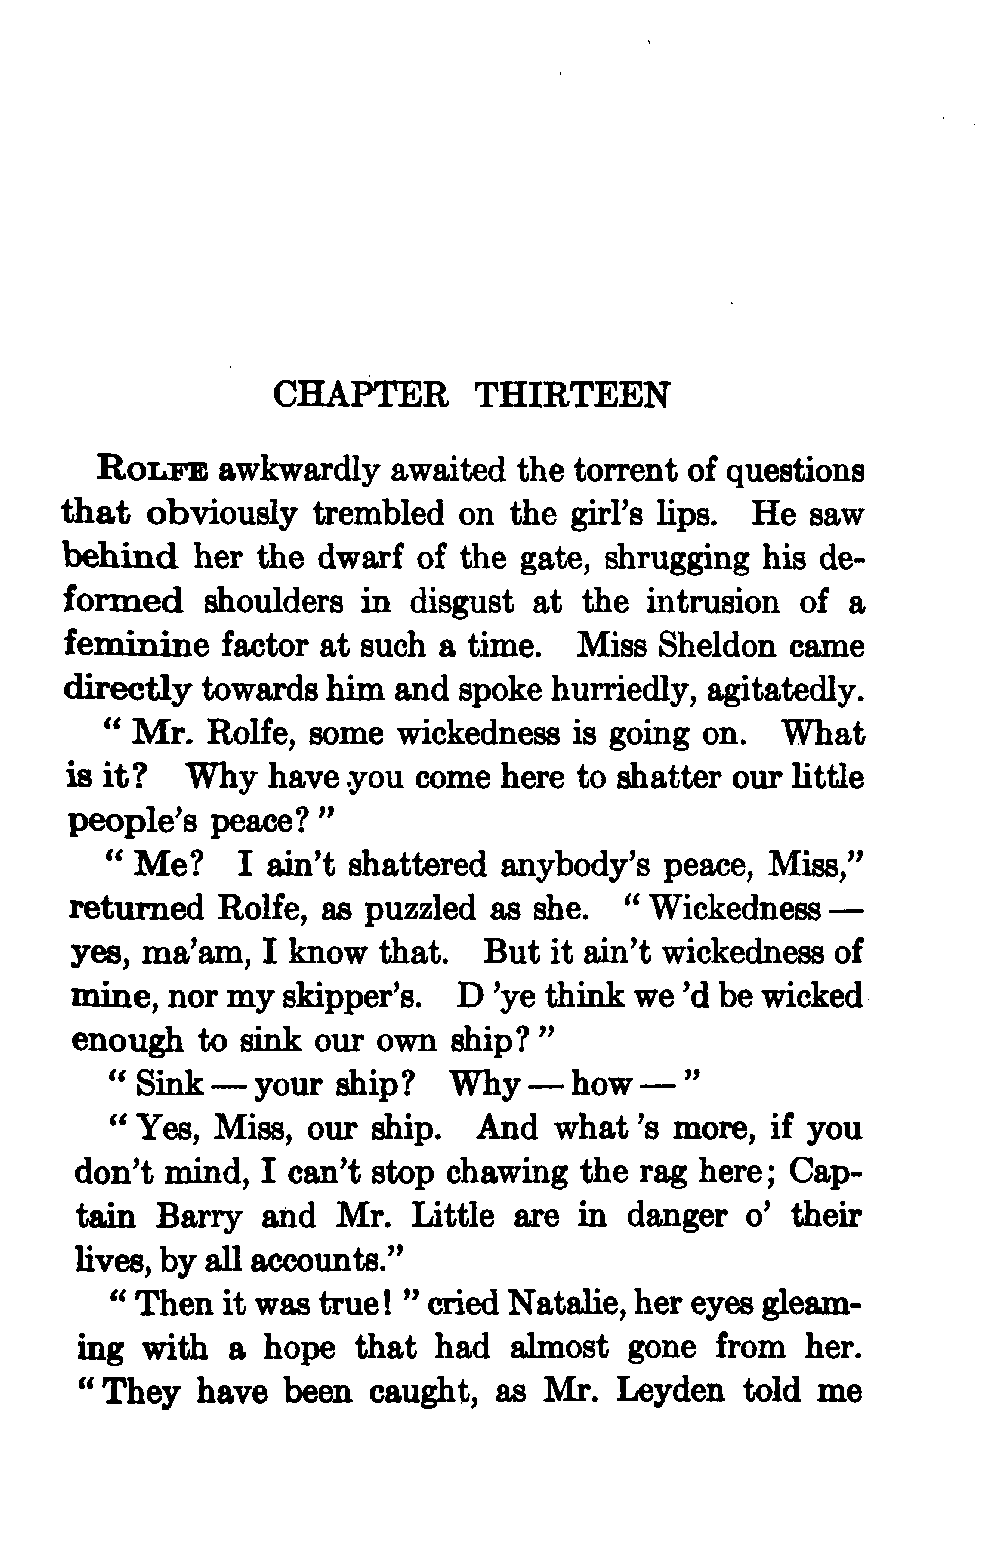 CHAPTER THIRTEEN
ROLFE awkwardly awaited the torrent of questions
that obviously trembled on the girl's lips. He saw
behind her the dwarf of the gate, shrugging his de-
formed shoulders in disgust at the intrusion of a
feminine factor at such a time. Miss Sheldon came
directly towards him and spoke hurriedly, agitatedly.
“ Mr. Rolfe, some wickedness is going on. What
is it? Why have you come here to shatter our little
people's peace? ”
“ Me? I ain't shattered anybody's peace, Miss,”
returned Rolfe, as puzzled as she. “ Wickedness —
yes, ma'am, I know that. But it ain't wickedness of
mine, nor my skipper's. D 'ye think we 'd be wicked
enough to sink our own ship? ”
“ Sink — your ship? Why — how — ”
“ Yes, Miss, our ship. And what 's more, if you
don't mind, I can't stop chawing the rag here; Cap-
tain Barry and Mr. Little are in danger o' their
lives, by all accounts.”
“ Then it was true! ” cried Natalie, her eyes gleam-
ing with a hope that had almost gone from her.
“ They have been caught, as Mr. Leyden told me